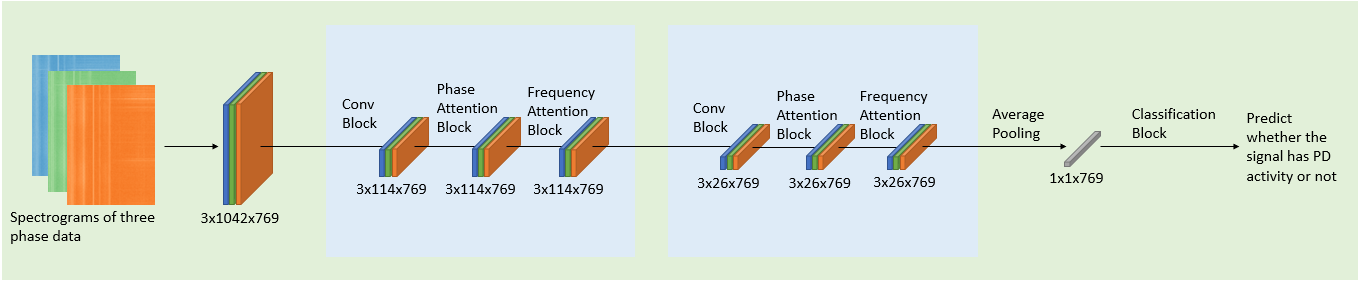 Spectrograms of three
phase data
3x1042x769
Conv
Block
3x114x769
Phase
Attention
Block
3x114x769
Frequency
Attention
Block
3x114x769
Conv
Block
3x26x769
Phase
Attention
Block
3x26x769
Frequency
Attention
Block
3x26x769
Average
Pooling
1x1x769
Classification
Block
Predict
whether the
signal has PD
activity or not